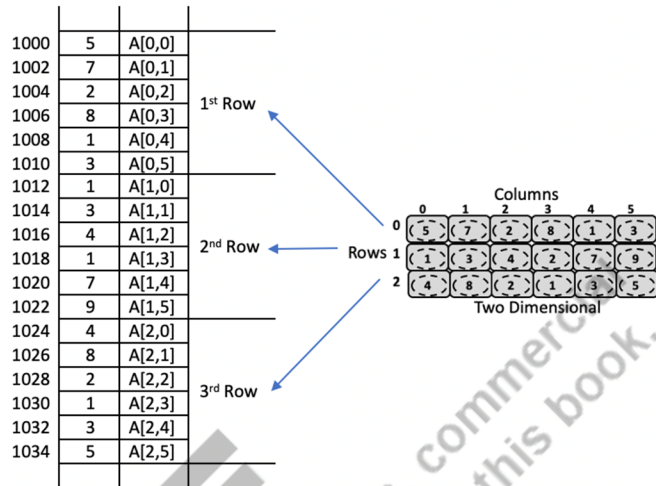 1000 5 A[0,0]
1002 7 A[0,1]
1004 2 A[0,2]
1006 8 A[0,3]
1008 1 A[0,4]
1010 3 A[0,5]
1st Row
1012 1 A[1,0]
1014 3 A[1,1]
1016 4 A[1,2]
1018 1 A[1,3]
1020 7 A[1,4]
1022 9 A[1,5]
2nd Row
1024 4 A[2,0]
1026 8 A[2,1]
1028 2 A[2,2]
1030 1 A[2,3]
1032 3 A[2,4]
1034 5 A[2,5]
3rd Row
Columns
0 1 2 3 4 5
0 5 7 2 8 1 3
Rows 1 1 3 4 2 7 9
2 4 8 2 1 3 5
Two Dimensional
commercial
this book.